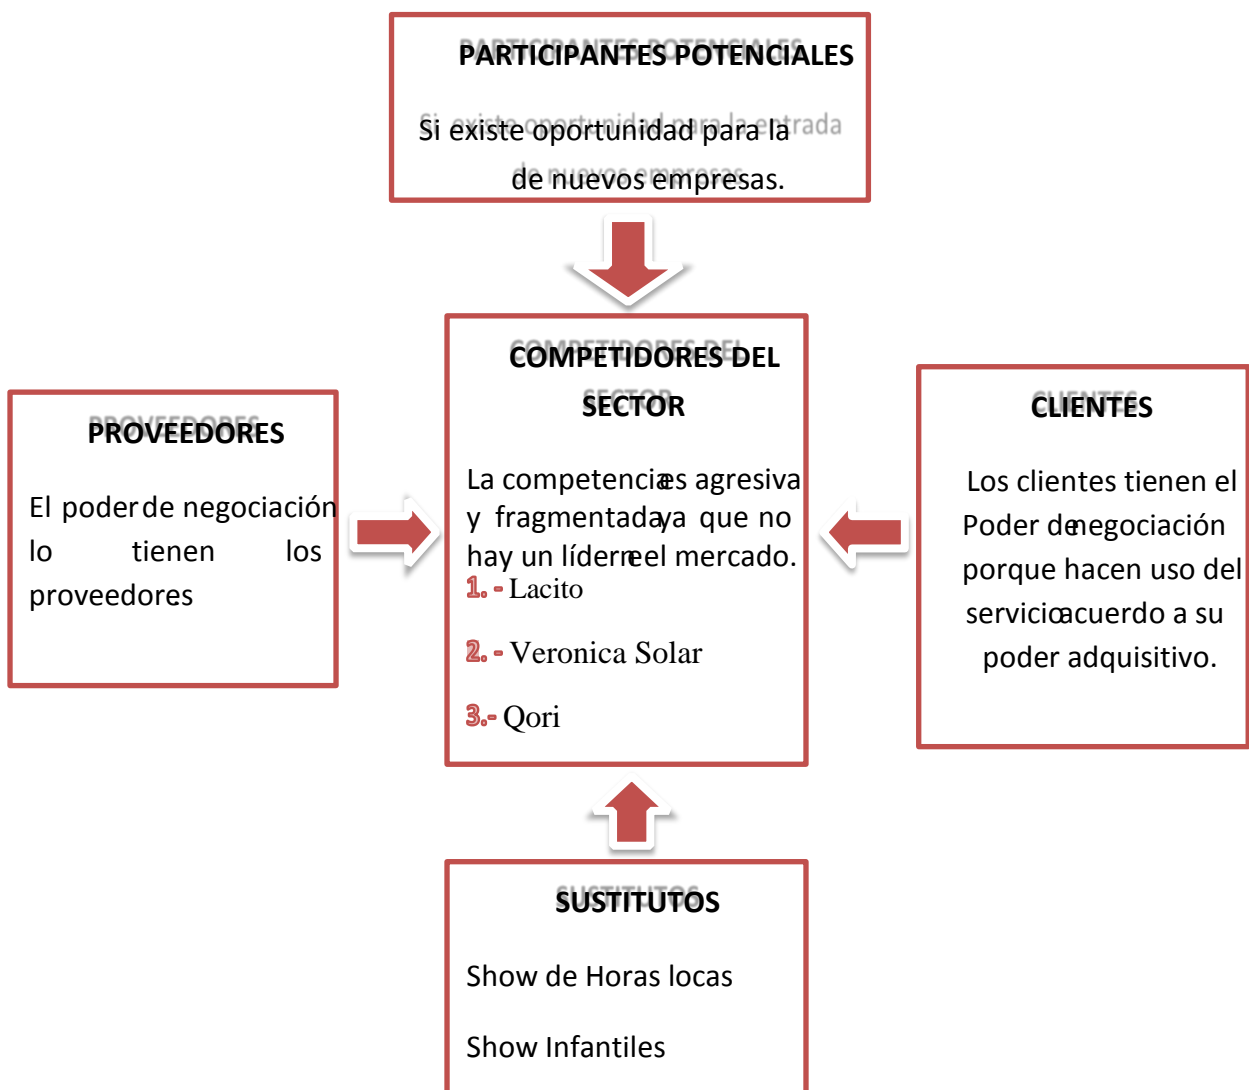 PARTICIPANTES POTENCIALES
Si existe oportunidad para la entrada
de nuevos empresas.
COMPETIDORES DEL
SECTOR
La competencia es agresiva
y fragmentada ya que no
hay un líder ne el mercado.
1. - Lacito
2. - Veronica Solar
3.- Qori
PROVEEDORES
El poder de negociación
lo tienen los
proveedores.
CLIENTES
Los clientes tienen el
Poder de negociación
porque hacen uso del
servicio acuerdo a su
poder adquisitivo.
SUSTITUTOS
Show de Horas locas
Show Infantiles